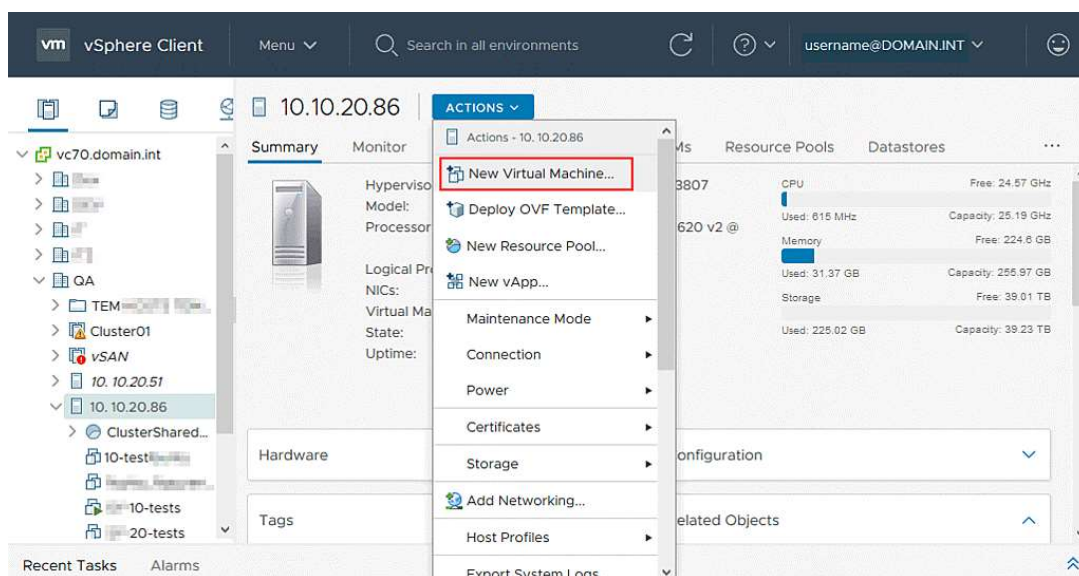 vm vSphere Client Menu Search in all environments username@DOMAIN.INT
10.10.20.86 ACTIONS
Summary Monitor Ms Resource Pools Datastores ...
vc70.domain.int
QA
TEM
Cluster01
vSAN
10. 10.20.51
10. 10.20.86
ClusterShared...
10-test
10-tests
20-tests
Hyperviso
Model:
Processor
Logical Pro
NICs:
Virtual Ma
State:
Uptime:
3807
620 v2 @
Actions - 10. 10.20.86
New Virtual Machine...
Deploy OVF Template...
New Resource Pool...
New vApp...
Maintenance Mode
Connection
Power
Certificates
Storage
Add Networking...
Host Profiles
Export System Logs
CPU Free: 24.57 GHz
Used: 615 MHz Capacity: 25.19 GHz
Memory Free: 224.6 GB
Used: 31.37 GB Capacity: 255.97 GB
Storage Free: 39.01 TB
Used: 225.02 GB Capacity: 39.23 TB
Hardware
onfiguration
Tags
elated Objects
Recent Tasks Alarms